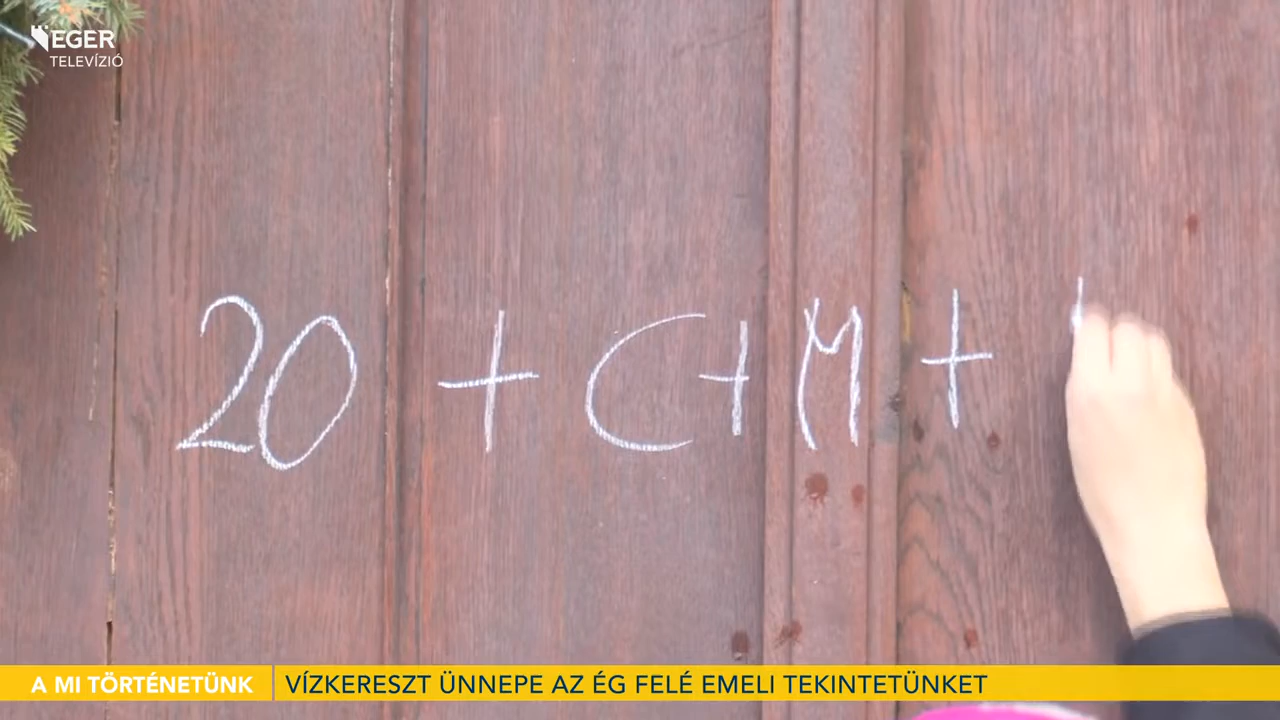 EGER
TELEVÍZIÓ
20 + C + M +
A MI TÖRTÉNETÜNK VÍZKERESZT ÜNNEPE AZ ÉG FELÉ EMELI TEKINTETÜNKET